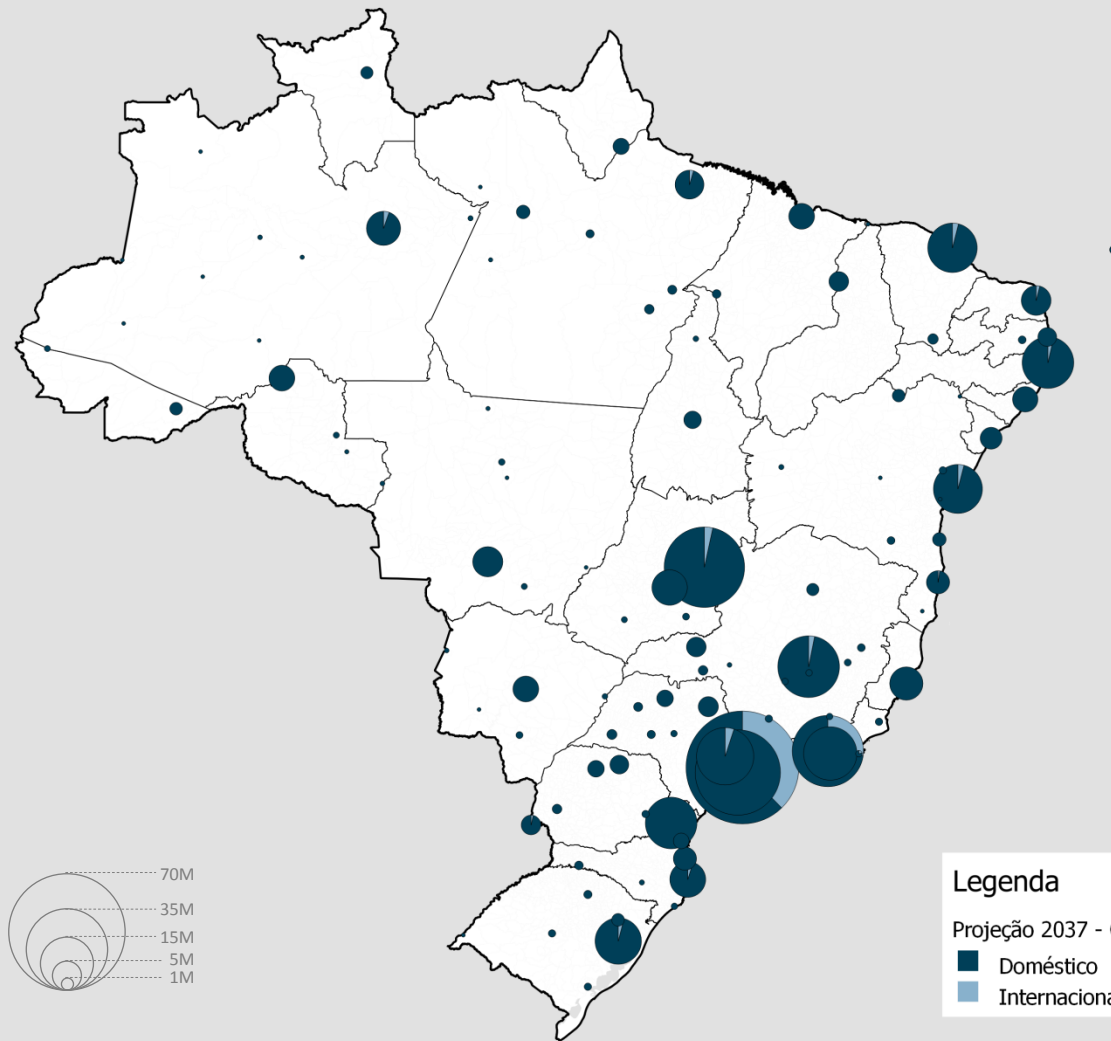 70M
35M
15M
5M
1M
Legenda
Projeção 2037 -
Doméstico
Internaciona